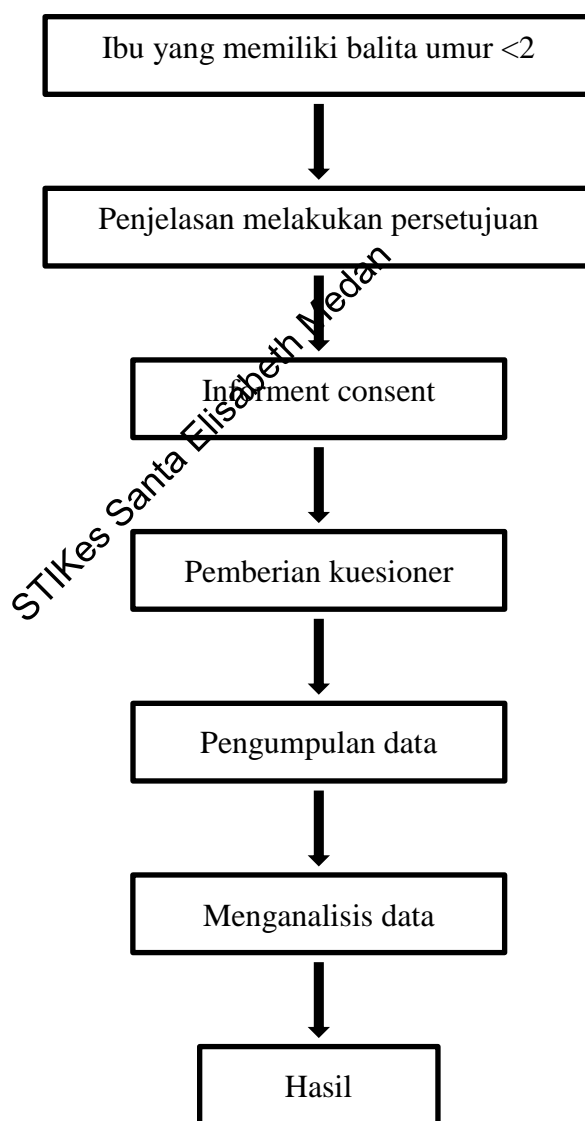 Ibu yang memiliki balita umur <2
Penjelasan melakukan persetujuan
Informent consent
Pemberian kuesioner
Pengumpulan data
Menganalisis data
Hasil
STIKes Santa Elisabeth Medan